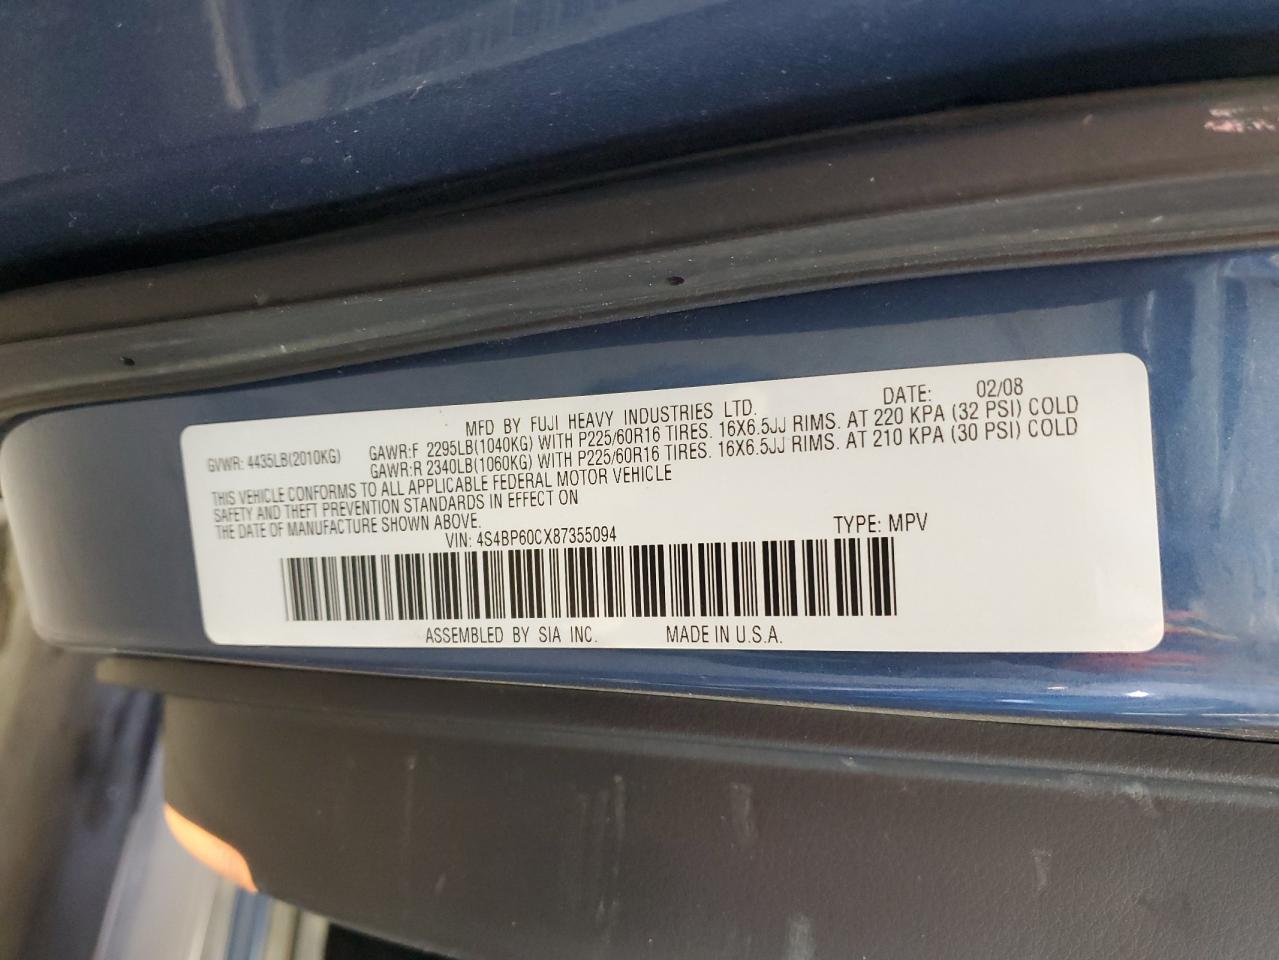 MFD BY FUJI HEAVY INDUSTRIES LTD. DATE: 02/08
GVWR: 4435LB(2010KG) GAWR:F 2295LB(1040KG) WITH P225/60R16 TIRES. 16X6.5JJ RIMS. AT 220 KPA (32 PSI) COLD
GAWR:R 2340LB(1060KG) WITH P225/60R16 TIRES. 16X6.5JJ RIMS. AT 210 KPA (30 PSI) COLD
THIS VEHICLE CONFORMS TO ALL APPLICABLE FEDERAL MOTOR VEHICLE
SAFETY AND THEFT PREVENTION STANDARDS IN EFFECT ON
THE DATE OF MANUFACTURE SHOWN ABOVE.
VIN: 4S4BP60CX87355094 TYPE: MPV
ASSEMBLED BY SIA INC. MADE IN U.S.A.